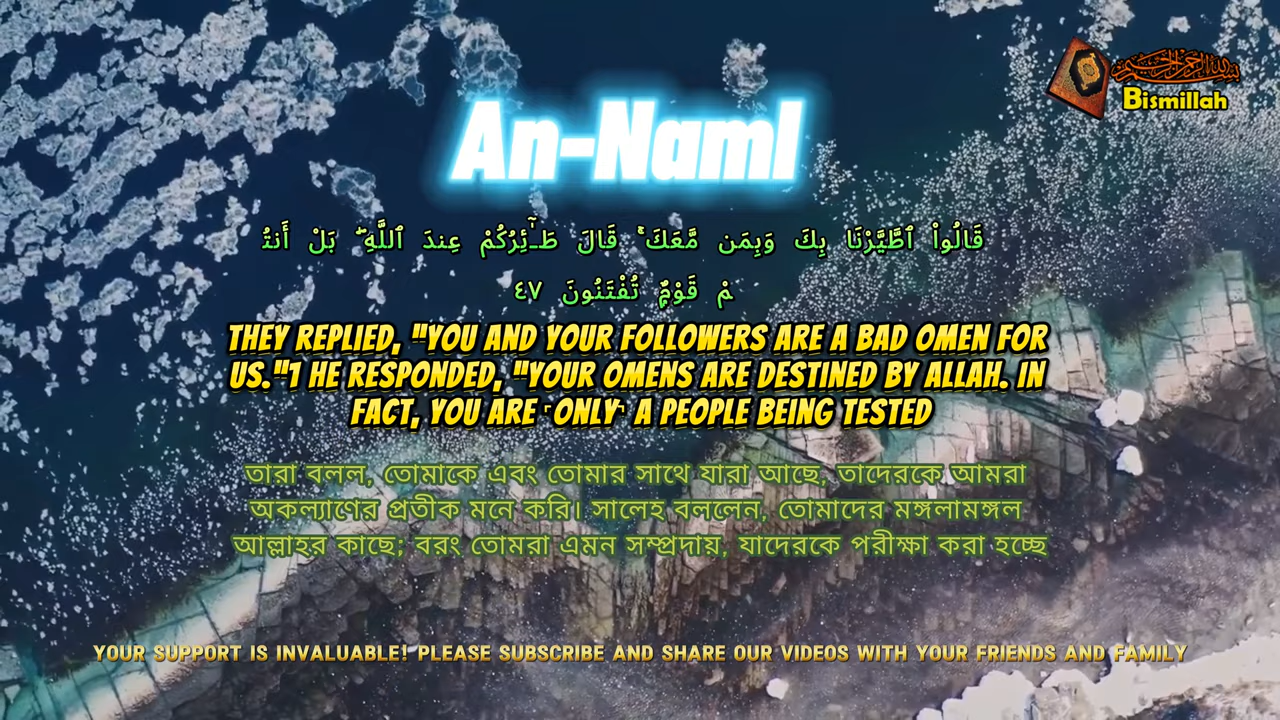 بسم الله الرحمن الرحيم
Bismillah
An-Naml
قَالُوا۟ ٱطَّيَّرْنَا بِكَ وَبِمَن مَّعَكَ ۚ قَالَ طَـٰٓئِرُكُمْ عِندَ ٱللَّهِ ۖ بَلْ أَنتُ
مْ قَوْمٌۭ تُفْتَنُونَ ٤٧
THEY REPLIED, "YOU AND YOUR FOLLOWERS ARE A BAD OMEN FOR
US."1 HE RESPONDED, "YOUR OMENS ARE DESTINED BY ALLAH. IN
FACT, YOU ARE ˹ONLY˺ A PEOPLE BEING TESTED
তারা বলল, তোমাকে এবং তোমার সাথে যারা আছে, তাদেরকে আমরা
অকল্যাণের প্রতীক মনে করি। সালেহ বললেন, তোমাদের মঙ্গলামঙ্গল
আল্লাহর কাছে; বরং তোমরা এমন সম্প্রদায়, যাদেরকে পরীক্ষা করা হচ্ছে
YOUR SUPPORT IS INVALUABLE! PLEASE SUBSCRIBE AND SHARE OUR VIDEOS WITH YOUR FRIENDS AND FAMILY